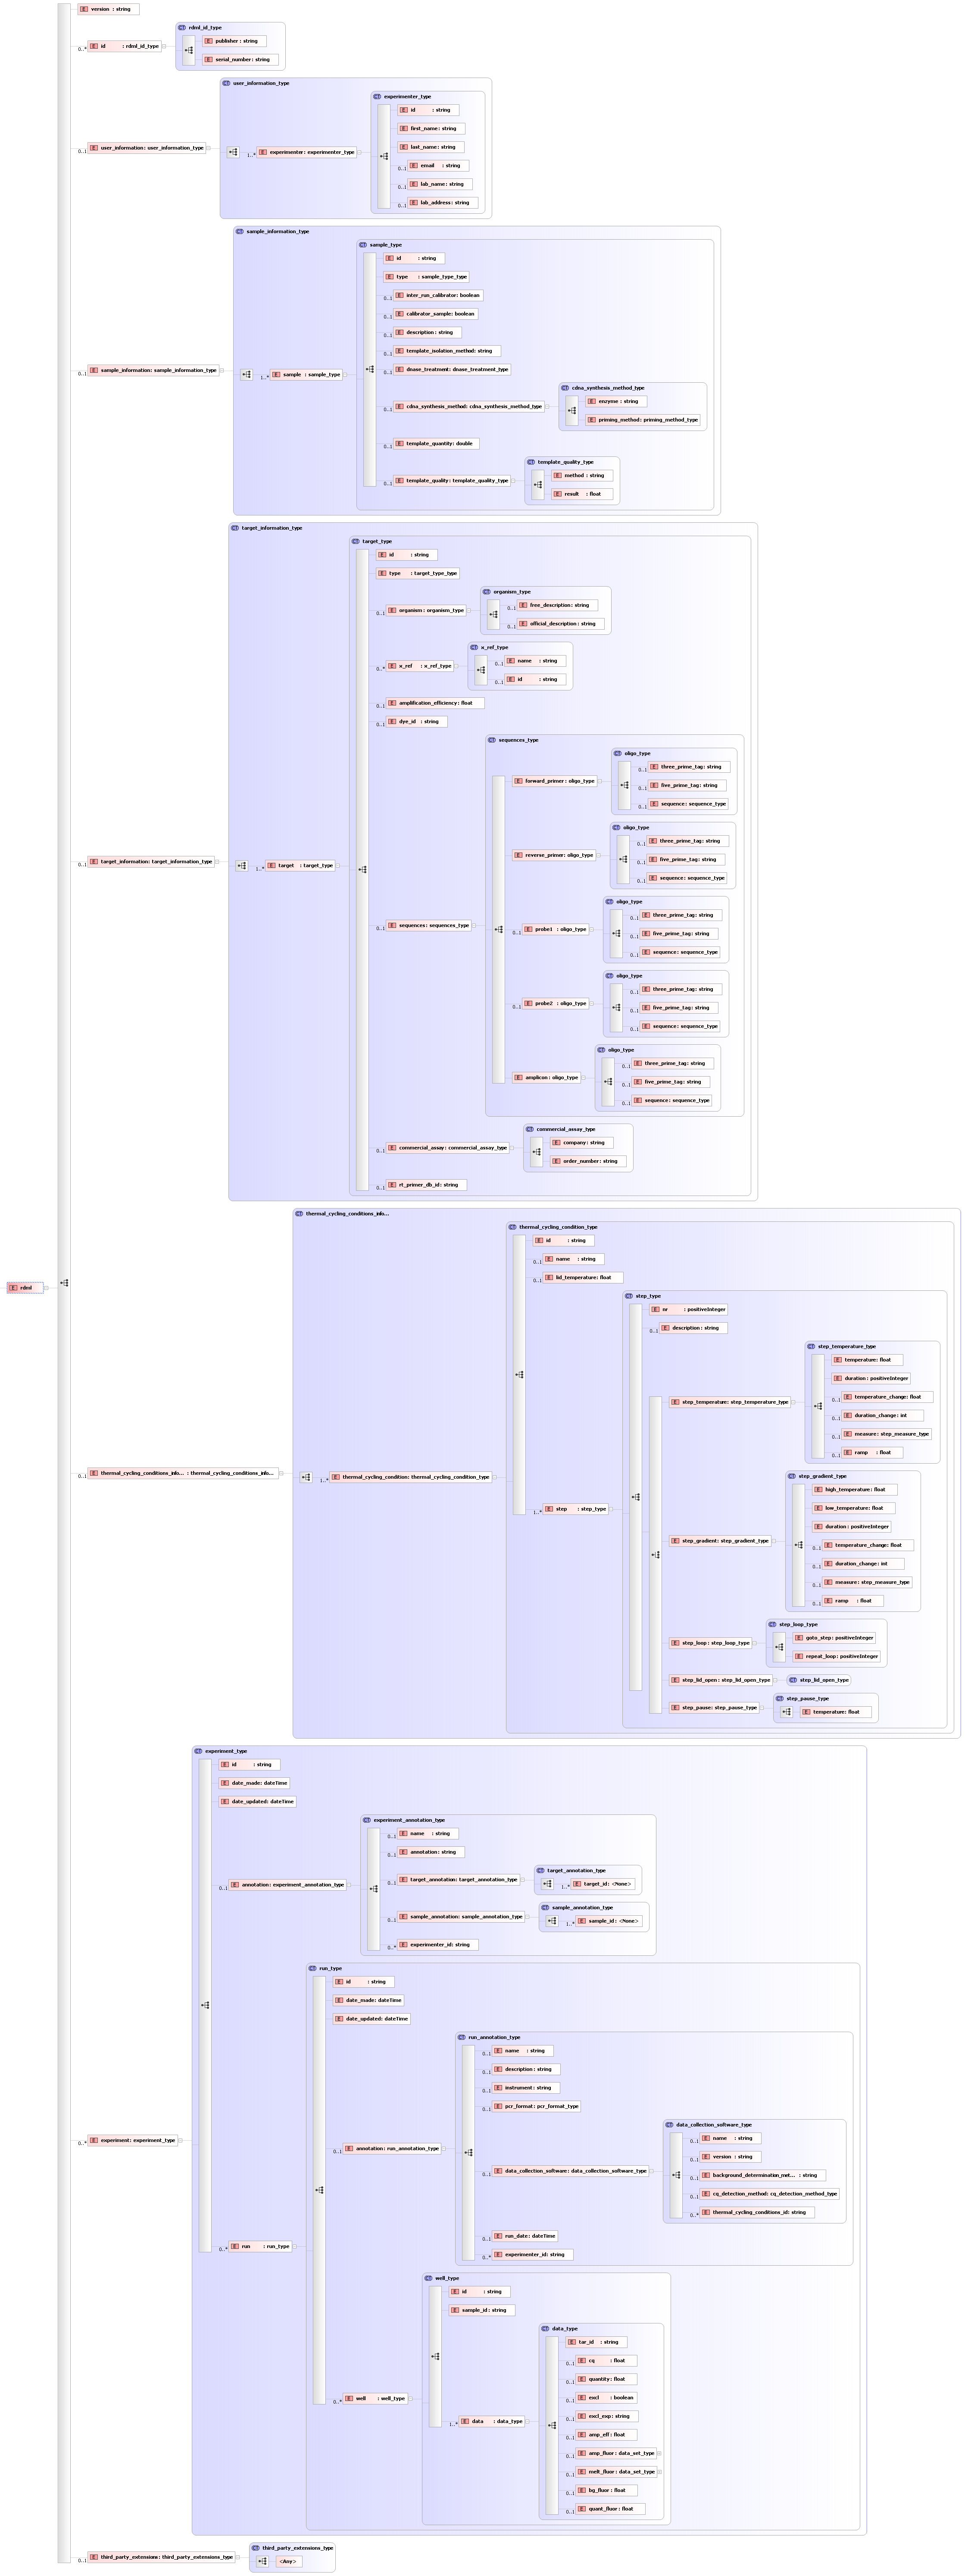 version : string
rdml_id_type
0..* id : rdml_id_type
publisher : string
serial_number: string
user_information_type
experimenter_type
id : string
first_name: string
last_name: string
0..1 user_information: user_information_type
1..* experimenter: experimenter_type
0..1 email : string
0..1 lab_name: string
0..1 lab_address: string
sample_information_type
sample_type
id : string
type : sample_type_type
0..1 inter_run_calibrator: boolean
0..1 calibrator_sample: boolean
0..1 description : string
0..1 template_isolation_method: string
0..1 dnase_treatment: dnase_treatment_type
0..1 sample_information: sample_information_type
1..* sample : sample_type
cdna_synthesis_method_type
0..1 cdna_synthesis_method: cdna_synthesis_method_type
enzyme : string
priming_method: priming_method_type
0..1 template_quantity: double
template_quality_type
0..1 template_quality: template_quality_type
method : string
result : float
target_information_type
target_type
id : string
type : target_type_type
organism_type
0..1 organism : organism_type
0..1 free_description: string
0..1 official_description : string
x_ref_type
0..* x_ref : x_ref_type
0..1 name : string
0..1 id : string
0..1 amplification_efficiency: float
dye_id : string
sequences_type
oligo_type
forward_primer : oligo_type
0..1 three_prime_tag: string
0..1 five_prime_tag: string
0..1 sequence: sequence_type
oligo_type
reverse_primer: oligo_type
0..1 three_prime_tag: string
0..1 five_prime_tag: string
0..1 sequence: sequence_type
0..1 target_information: target_information_type
1..* target : target_type
0..1 sequences: sequences_type
oligo_type
0..1 probe1 : oligo_type
0..1 three_prime_tag: string
0..1 five_prime_tag: string
0..1 sequence: sequence_type
oligo_type
0..1 probe2 : oligo_type
0..1 three_prime_tag: string
0..1 five_prime_tag: string
0..1 sequence: sequence_type
oligo_type
amplicon : oligo_type
0..1 three_prime_tag: string
0..1 five_prime_tag: string
0..1 sequence: sequence_type
commercial_assay_type
0..1 commercial_assay: commercial_assay_type
company: string
order_number: string
0..1 rt_primer_db_id: string
rdml
thermal_cycling_conditions_info...
thermal_cycling_condition_type
id : string
0..1 name : string
0..1 lid_temperature: float
step_type
nr : positiveInteger
0..1 description : string
step_temperature_type
step_temperature: step_temperature_type
temperature: float
duration : positiveInteger
0..1 temperature_change: float
0..1 duration_change: int
0..1 measure: step_measure_type
0..1 ramp : float
0..1 thermal_cycling_conditions_info... : thermal_cycling_conditions_info...
1..* thermal_cycling_condition: thermal_cycling_condition_type
1..* step : step_type
step_gradient_type
step_gradient: step_gradient_type
high_temperature: float
low_temperature: float
duration : positiveInteger
0..1 temperature_change: float
0..1 duration_change: int
0..1 measure: step_measure_type
0..1 ramp : float
step_loop_type
step_loop: step_loop_type
goto_step: positiveInteger
repeat_loop: positiveInteger
step_lid_open: step_lid_open_type
step_lid_open_type
step_pause_type
step_pause: step_pause_type
temperature: float
experiment_type
id : string
date_made: dateTime
date_updated: dateTime
experiment_annotation_type
0..1 annotation: experiment_annotation_type
0..1 name : string
0..1 annotation: string
target_annotation_type
0..1 target_annotation: target_annotation_type
1..* target_id: <None>
sample_annotation_type
0..1 sample_annotation: sample_annotation_type
1..* sample_id: <None>
0..* experimenter_id: string
run_type
id : string
date_made: dateTime
date_updated: dateTime
run_annotation_type
0..1 name : string
0..1 description: string
0..1 instrument: string
0..1 pcr_format: pcr_format_type
0..* experiment: experiment_type
0..* run : run_type
0..1 annotation: run_annotation_type
data_collection_software_type
0..1 data_collection_software: data_collection_software_type
0..1 name : string
0..1 version : string
0..1 background_determination_met... : string
0..1 cq_detection_method: cq_detection_method_type
0..* thermal_cycling_conditions_id: string
0..1 run_date: dateTime
0..* experimenter_id: string
well_type
id : string
sample_id: string
data_type
0..* well : well_type
1..* data : data_type
tar_id : string
0..1 cq : float
0..1 quantity: float
0..1 excl : boolean
0..1 excl_exp: string
0..1 amp_eff : float
0..1 amp_fluor : data_set_type
0..1 melt_fluor : data_set_type
0..1 bg_fluor : float
0..1 quant_fluor : float
third_party_extensions_type
0..1 third_party_extensions: third_party_extensions_type
<Any>